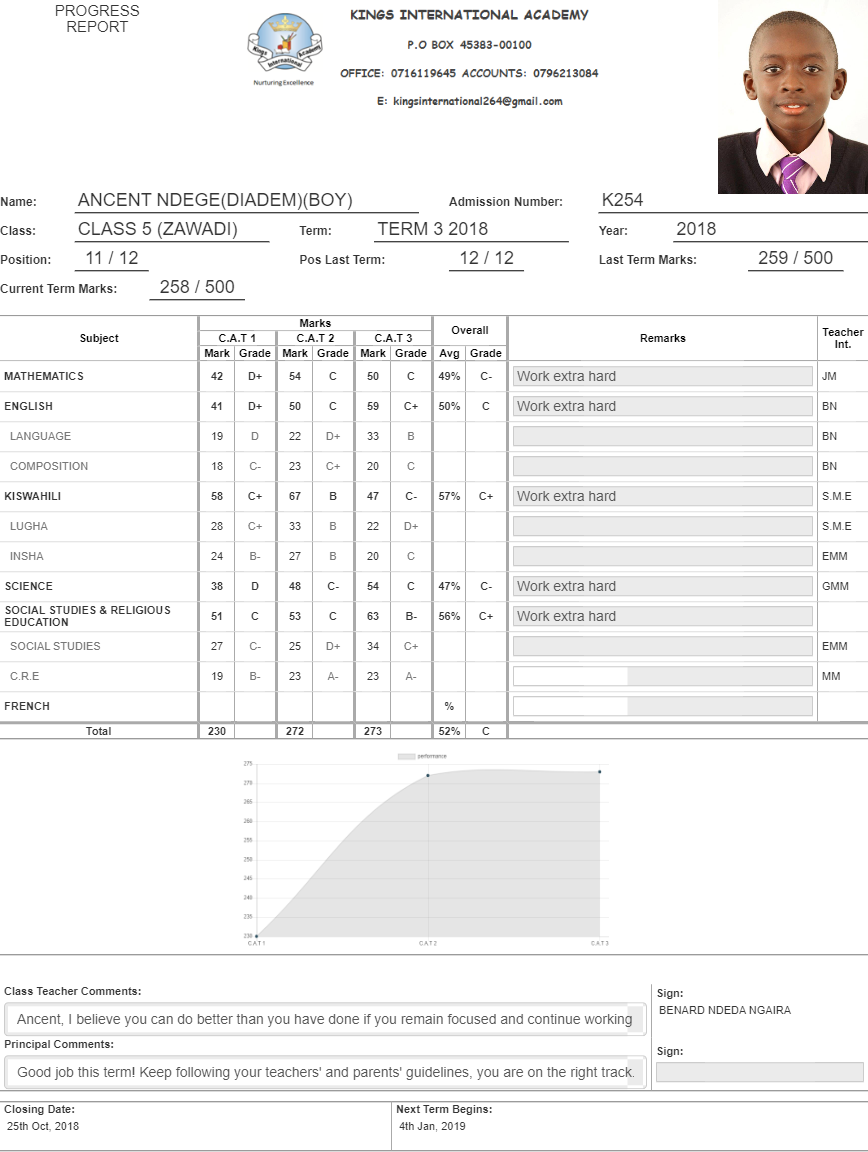 PROGRESS
REPORT
KINGS INTERNATIONAL ACADEMY
P.O BOX 45383-00100
OFFICE: 0716119645 ACCOUNTS: 0796213084
E: kingsinternational264@gmail.com
Kings International Academy
Nurturing Excellence
Name: ANCENT NDEGE(DIADEM)(BOY) Admission Number: K254
Class: CLASS 5 (ZAWADI) Term: TERM 3 2018 Year: 2018
Position: 11 / 12 Pos Last Term: 12 / 12 Last Term Marks: 259 / 500
Current Term Marks: 258 / 500
Subject Marks Overall Remarks Teacher Int.
C.A.T 1 C.A.T 2 C.A.T 3
Mark Grade Mark Grade Mark Grade Avg Grade
MATHEMATICS 42 D+ 54 C 50 C 49% C- Work extra hard JM
ENGLISH 41 D+ 50 C 59 C+ 50% C Work extra hard BN
LANGUAGE 19 D 22 D+ 33 B BN
COMPOSITION 18 C- 23 C+ 20 C BN
KISWAHILI 58 C+ 67 B 47 C- 57% C+ Work extra hard S.M.E
LUGHA 28 C+ 33 B 22 D+ S.M.E
INSHA 24 B- 27 B 20 C EMM
SCIENCE 38 D 48 C- 54 C 47% C- Work extra hard GMM
SOCIAL STUDIES & RELIGIOUS
EDUCATION 51 C 53 C 63 B- 56% C+ Work extra hard
SOCIAL STUDIES 27 C- 25 D+ 34 C+ EMM
C.R.E 19 B- 23 A- 23 A- MM
FRENCH %
Total 230 272 273 52% C
performance
275
270
265
260
255
250
245
240
235
230
CAT1 CAT2 CAT3
Class Teacher Comments:
Ancent, I believe you can do better than you have done if you remain focused and continue working
Sign:
BENARD NDEDA NGAIRA
Principal Comments:
Good job this term! Keep following your teachers' and parents' guidelines, you are on the right track.
Sign:
Closing Date:
25th Oct, 2018
Next Term Begins:
4th Jan, 2019